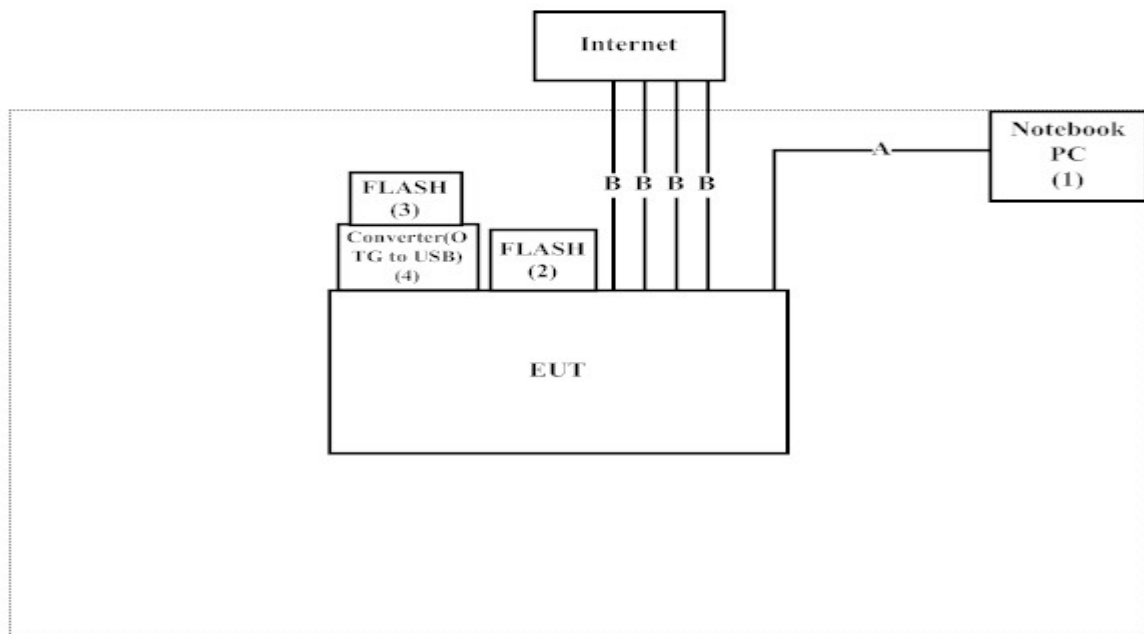 Internet
Notebook
PC
(1)
A
FLASH
(3)
B B B B
Converter(O
TG to USB)
(4)
FLASH
(2)
EUT